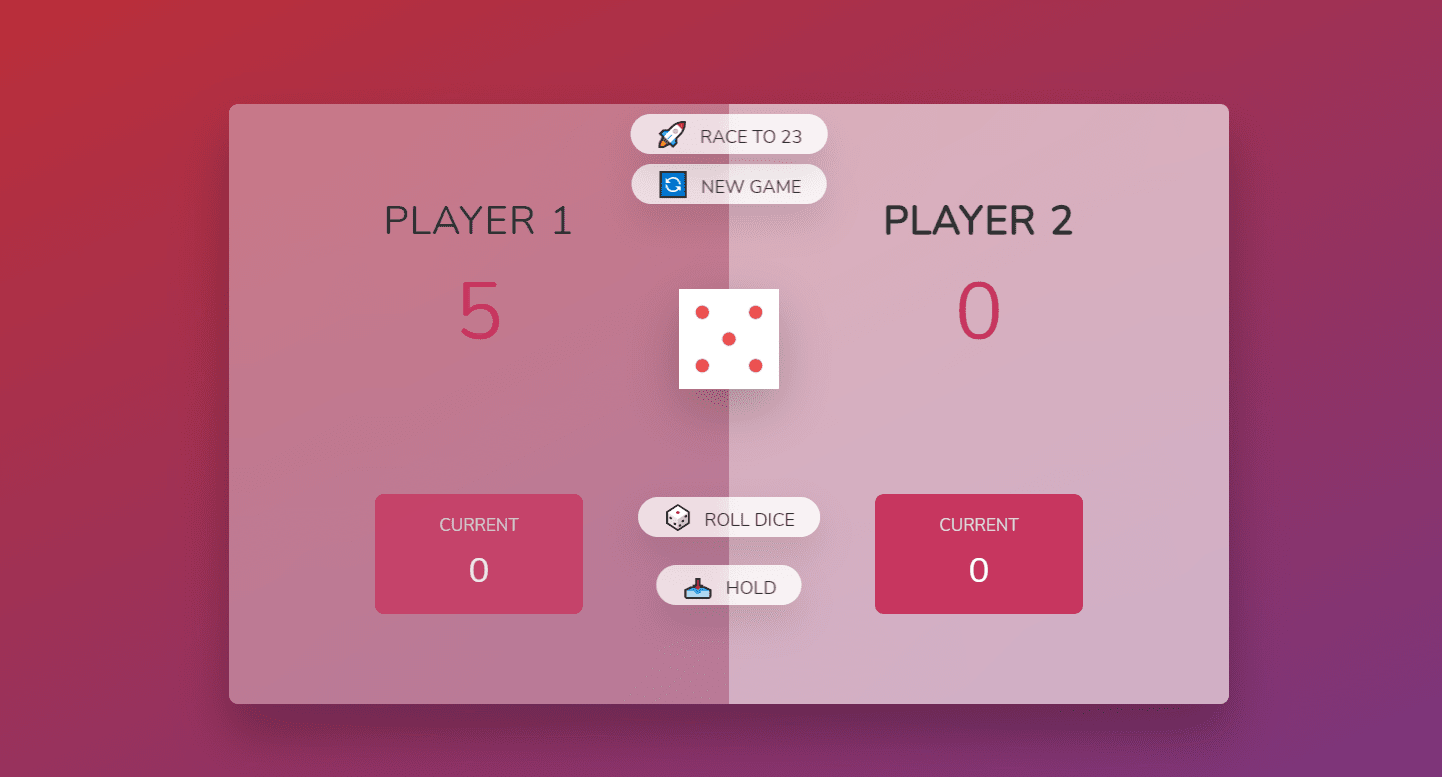 RACE TO 23
NEW GAME
PLAYER 1
5
PLAYER 2
0
CURRENT
0
ROLL DICE
HOLD
CURRENT
0